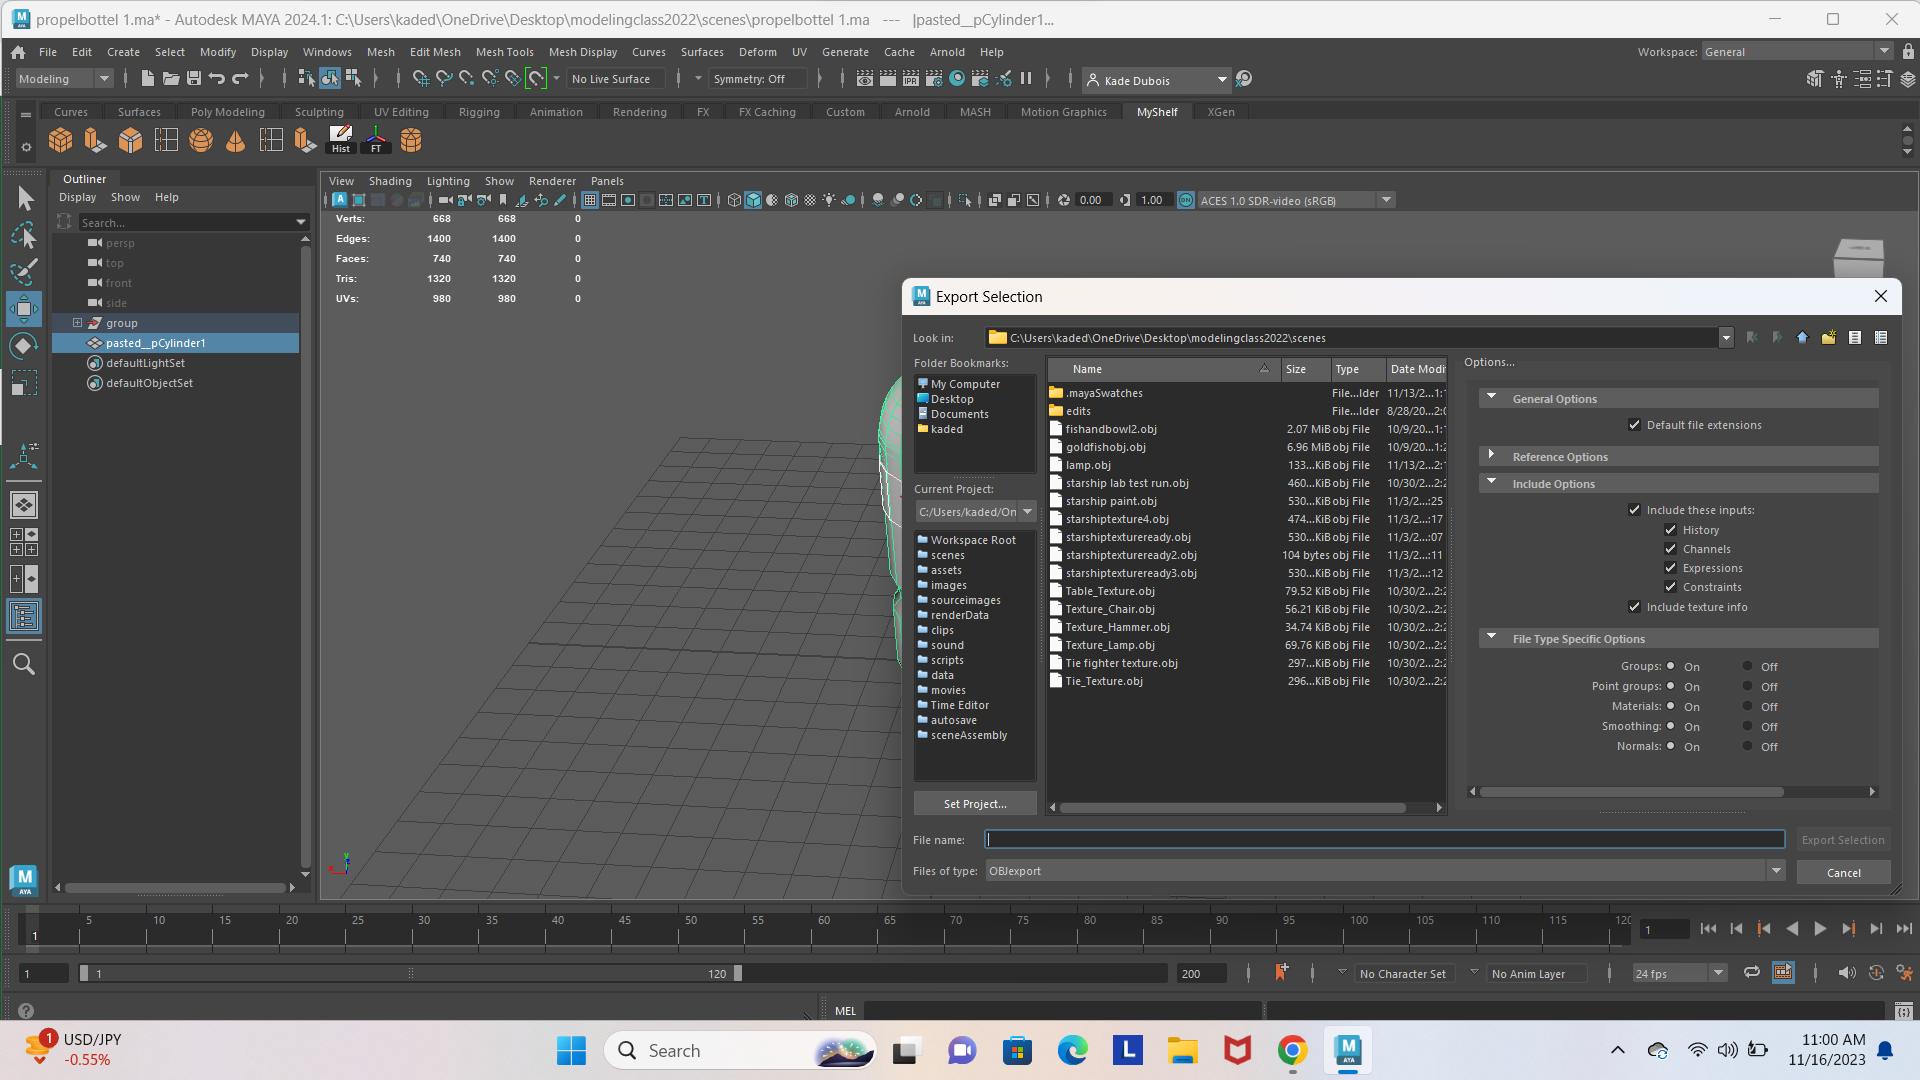 propelbottel 1.ma* - Autodesk MAYA 2024.1: C:\Users\kaded\OneDrive\Desktop\modelingclass2022\scenes\propelbottel 1.ma --- |pasted__pCylinder1...
File Edit Create Select Modify Display Windows Mesh Edit Mesh Mesh Tools Mesh Display Curves Surfaces Deform UV Generate Cache Arnold Help
Workspace: General
Modeling
No Live Surface
Symmetry: Off
IPR
Kade Dubois
Curves Surfaces Poly Modeling Sculpting UV Editing Rigging Animation Rendering FX FX Caching Custom Arnold MASH Motion Graphics MyShelf XGen
Hist FT
Outliner
Display Show Help
Search...
persp
top
front
side
group
pasted__pCylinder1
defaultLightSet
defaultObjectSet
View Shading Lighting Show Renderer Panels
0.00 1.00 ON ACES 1.0 SDR-video (sRGB)
Verts: 668 668 0
Edges: 1400 1400 0
Faces: 740 740 0
Tris: 1320 1320 0
UVs: 980 980 0
Export Selection
Look in: C:\Users\kaded\OneDrive\Desktop\modelingclass2022\scenes
Folder Bookmarks:
My Computer
Desktop
Documents
kaded
Current Project:
C:/Users/kaded/On
Workspace Root
scenes
assets
images
sourceimages
renderData
clips
sound
scripts
data
movies
Time Editor
autosave
sceneAssembly
Set Project...
Name Size Type Date Modif
.mayaSwatches File...lder 11/13/2...1:
edits File...lder 8/28/20...2:
fishandbowl2.obj 2.07 MiB obj File 10/9/20...1:
goldfishobj.obj 6.96 MiB obj File 10/9/20...1:
lamp.obj 133...KiB obj File 11/13/2...2:
starship lab test run.obj 460...KiB obj File 10/30/2...2:
starship paint.obj 530...KiB obj File 11/3/2...:25
starshiptexture4.obj 474...KiB obj File 11/3/2...:17
starshiptextureready.obj 530...KiB obj File 11/3/2...:07
starshiptextureready2.obj 104 bytes obj File 11/3/2...:11
starshiptextureready3.obj 530...KiB obj File 11/3/2...:12
Table_Texture.obj 79.52 KiB obj File 10/30/2...2:
Texture_Chair.obj 56.21 KiB obj File 10/30/2...2:
Texture_Hammer.obj 34.74 KiB obj File 10/30/2...2:
Texture_Lamp.obj 69.76 KiB obj File 10/30/2...2:
Tie fighter texture.obj 297...KiB obj File 10/30/2...2:
Tie_Texture.obj 296...KiB obj File 10/30/2...2:
Options...
General Options
Default file extensions
Reference Options
Include Options
Include these inputs:
History
Channels
Expressions
Constraints
Include texture info
File Type Specific Options
Groups: On Off
Point groups: On Off
Materials: On Off
Smoothing: On Off
Normals: On Off
File name: Export Selection
Files of type: OBJexport Cancel
x y
M AYA
5 10 15 20 25 30 35 40 45 50 55 60 65 70 75 80 85 90 95 100 105 110 115 120
1
1
1 1 120 200 No Character Set No Anim Layer 24 fps
MEL
1 USD/JPY
-0.55%
Search
L
M AYA
11:00 AM
11/16/2023